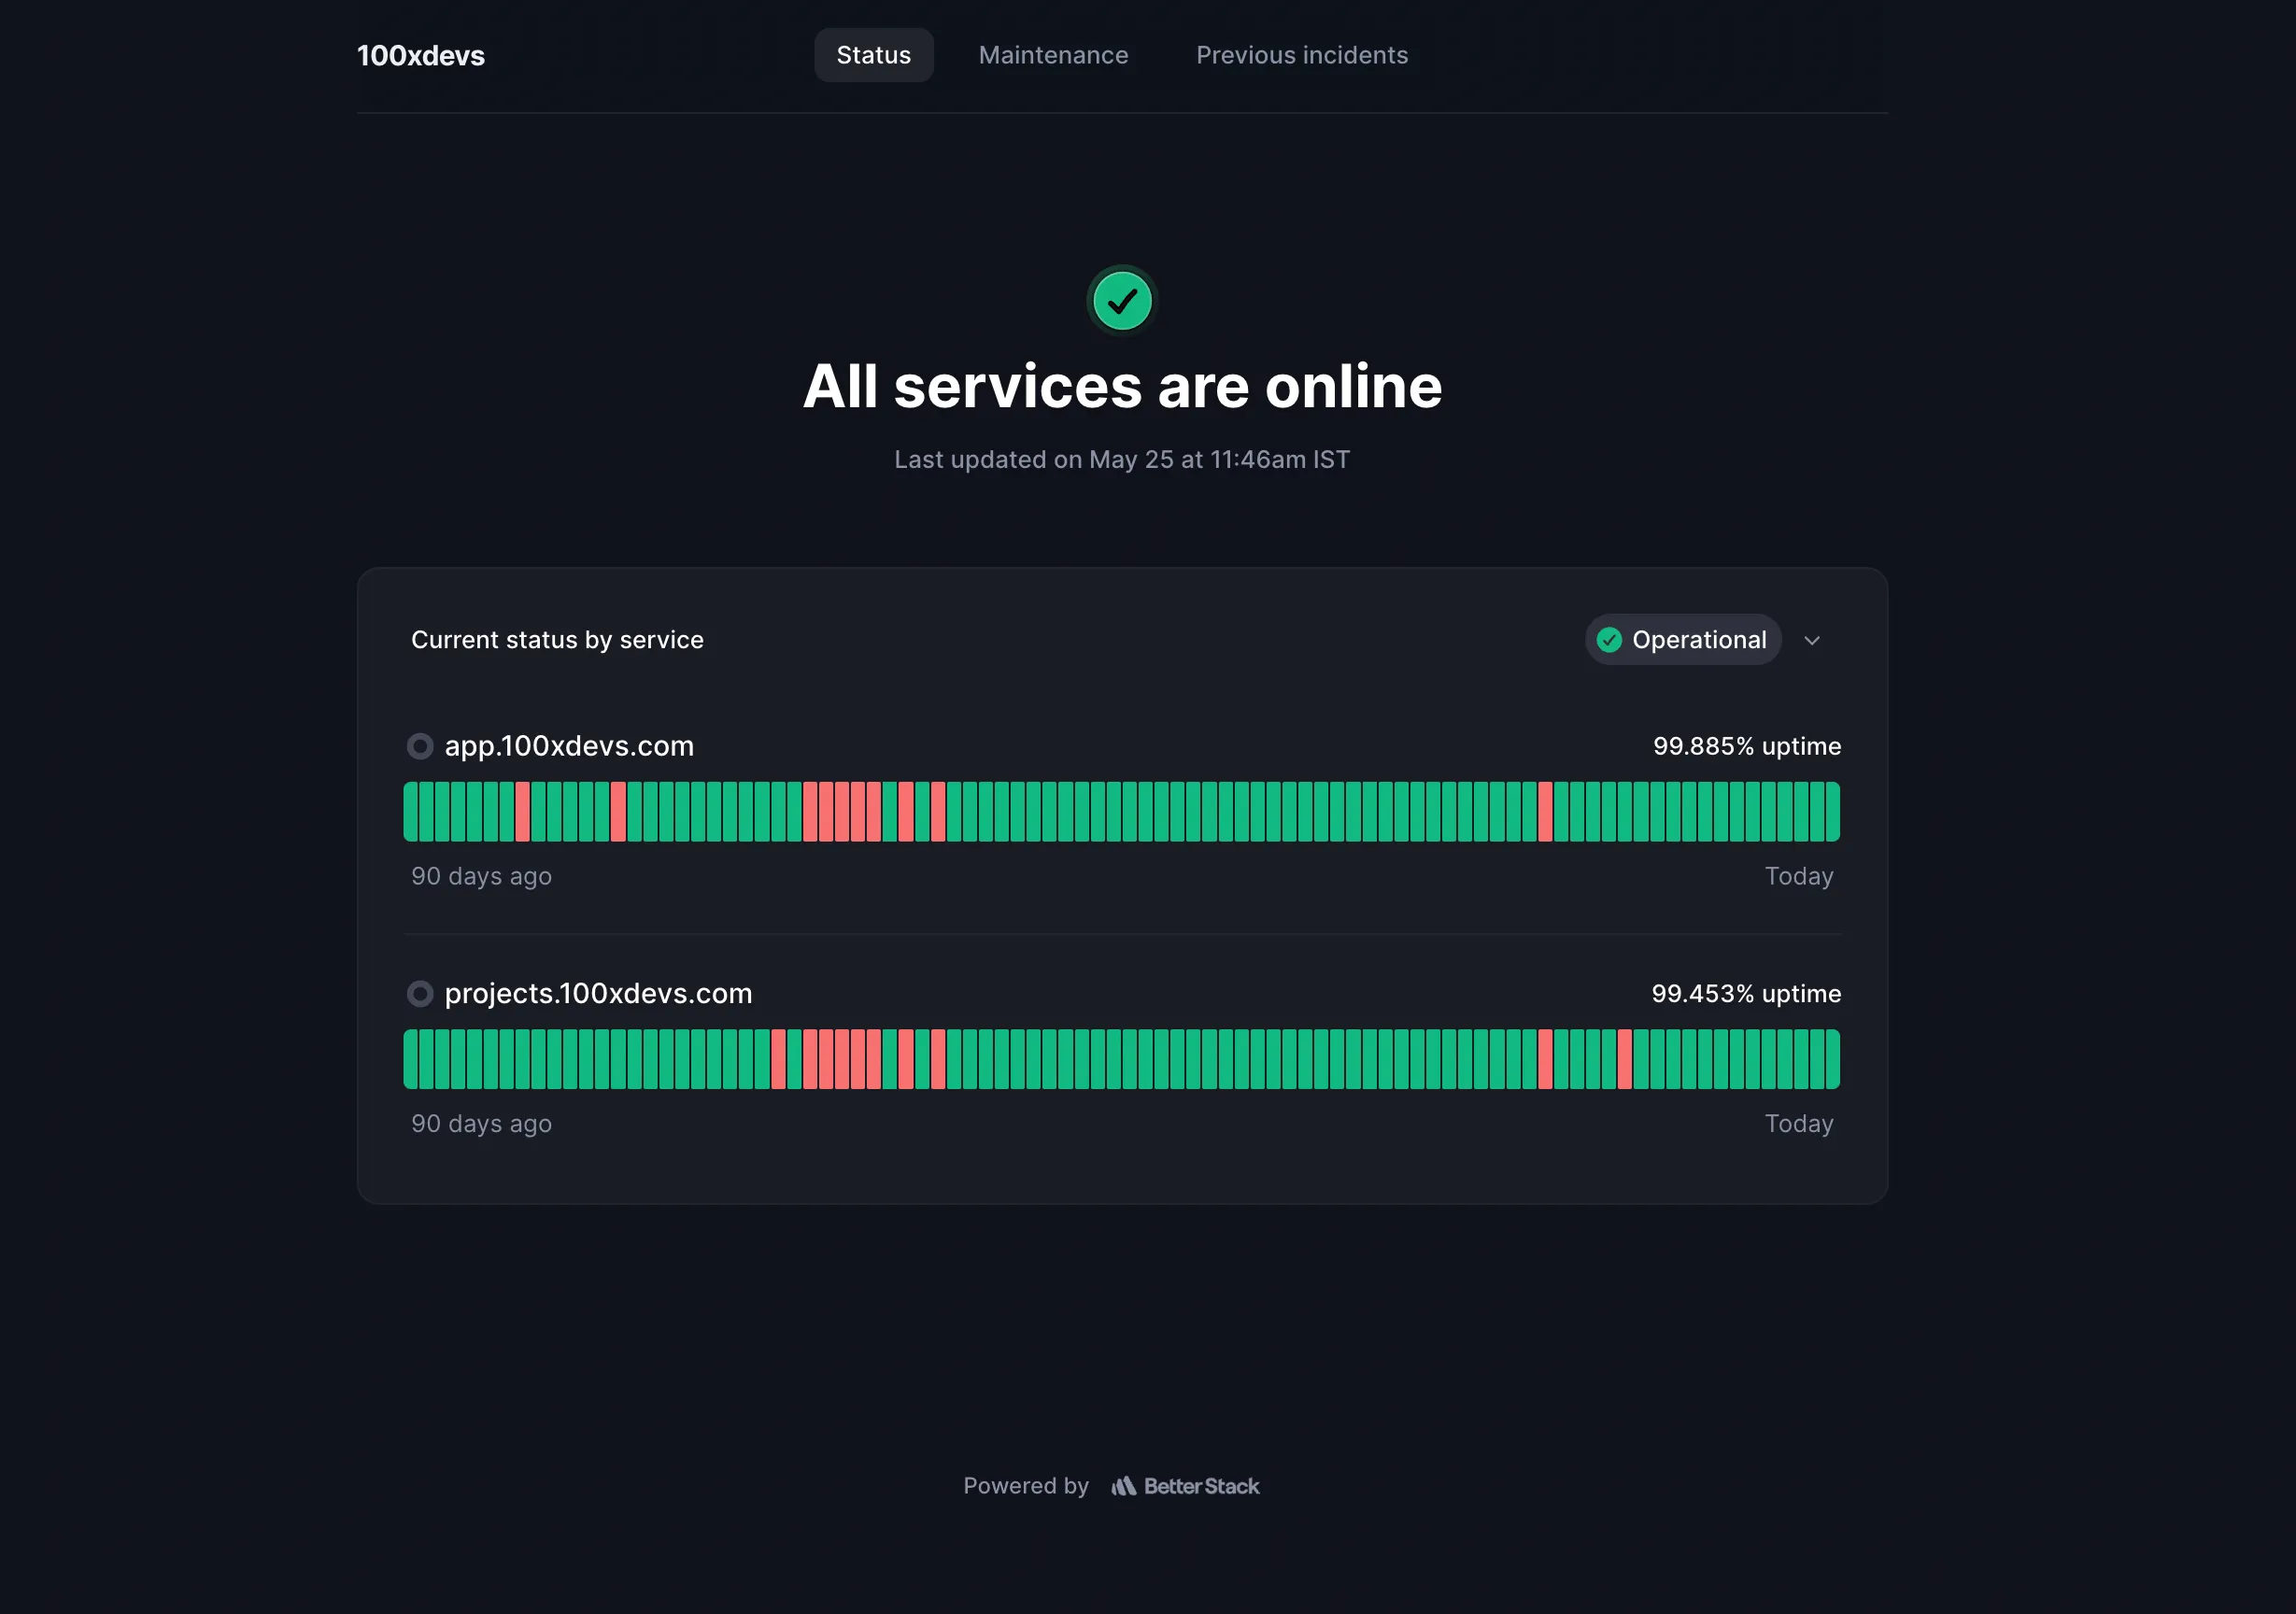 100xdevs
Status
Maintenance
Previous incidents
All services are online
Last updated on May 25 at 11:46am IST
Current status by service
Operational
app.100xdevs.com
99.885% uptime
90 days ago
Today
projects.100xdevs.com
99.453% uptime
90 days ago
Today
Powered by
Better Stack